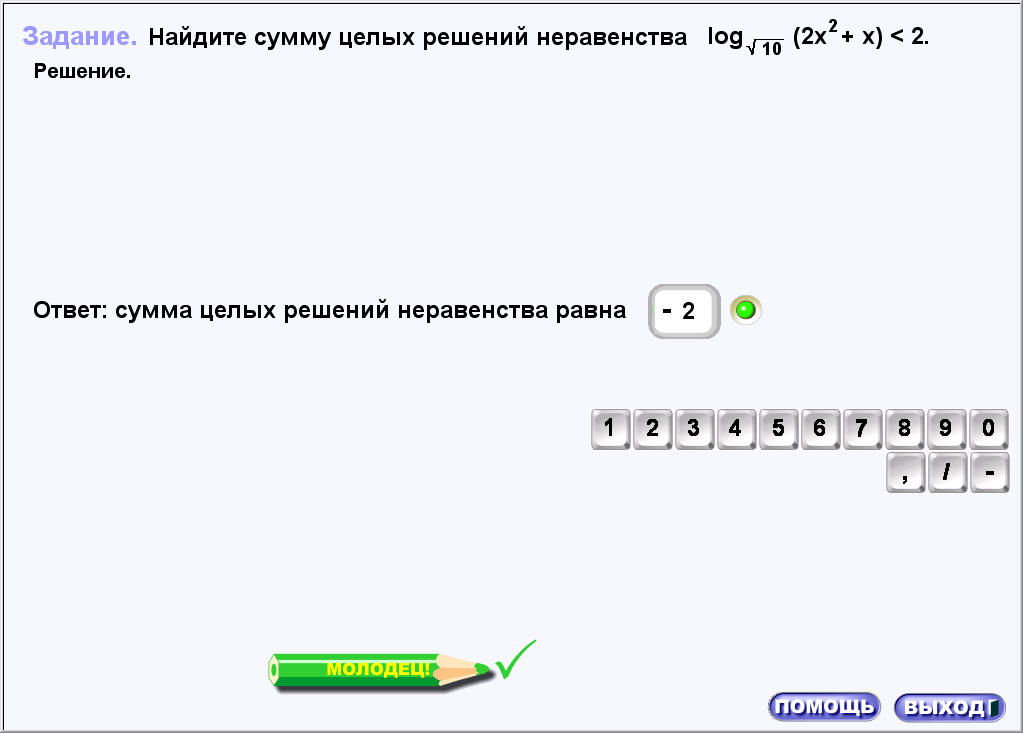 Задание. Найдите сумму целых решений неравенства log√10 (2x²+ x) < 2.
Решение.
Ответ: сумма целых решений неравенства равна - 2
1 2 3 4 5 6 7 8 9 0
, / -
МОЛОДЕЦ!
ПОМОЩЬ ВЫХОД